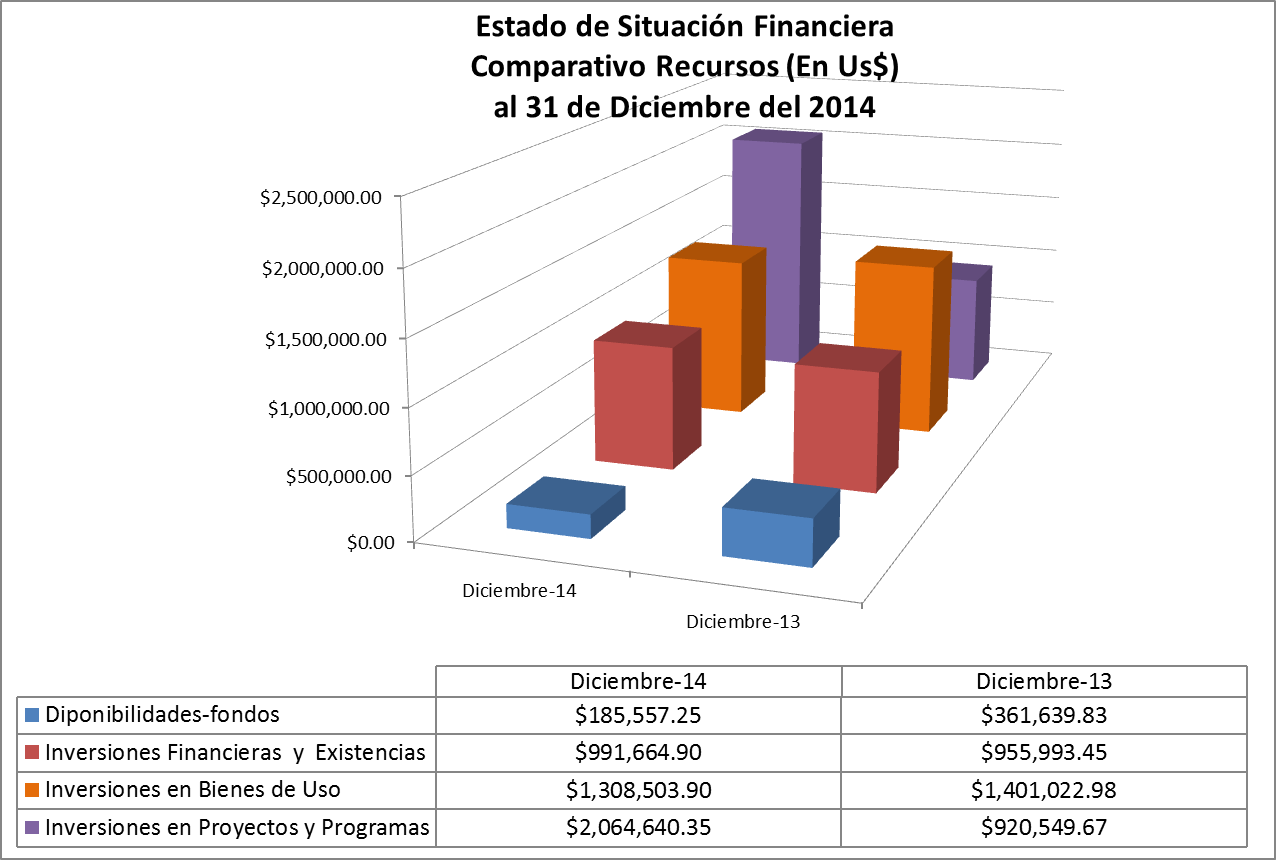 Estado de Situación Financiera
Comparativo Recursos (En Us$)
al 31 de Diciembre del 2014
$2,500,000.00
$2,000,000.00
$1,500,000.00
$1,000,000.00
$500,000.00
$0.00
Diciembre-14
Diciembre-13
Diciembre-14 Diciembre-13
Diponibilidades-fondos $185,557.25 $361,639.83
Inversiones Financieras y Existencias $991,664.90 $955,993.45
Inversiones en Bienes de Uso $1,308,503.90 $1,401,022.98
Inversiones en Proyectos y Programas $2,064,640.35 $920,549.67